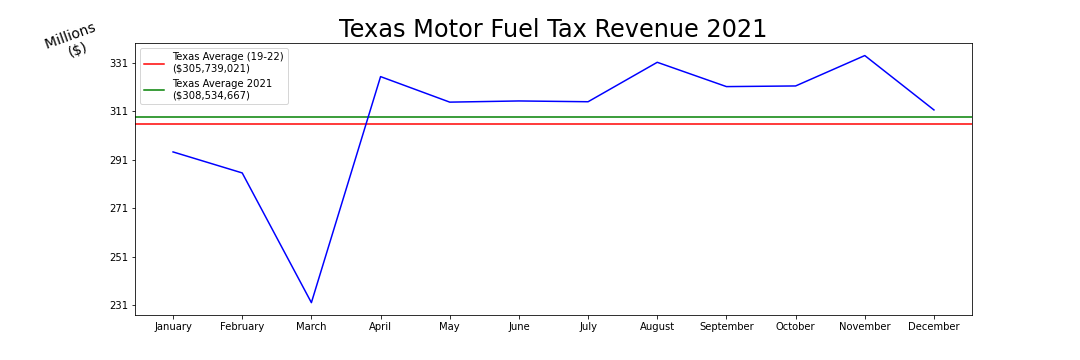 Texas Motor Fuel Tax Revenue 2021
Millions
($)
Texas Average (19-22)
($305,739,021)
Texas Average 2021
($308,534,667)
331
311
291
271
251
231
January February March April May June July August September October November December